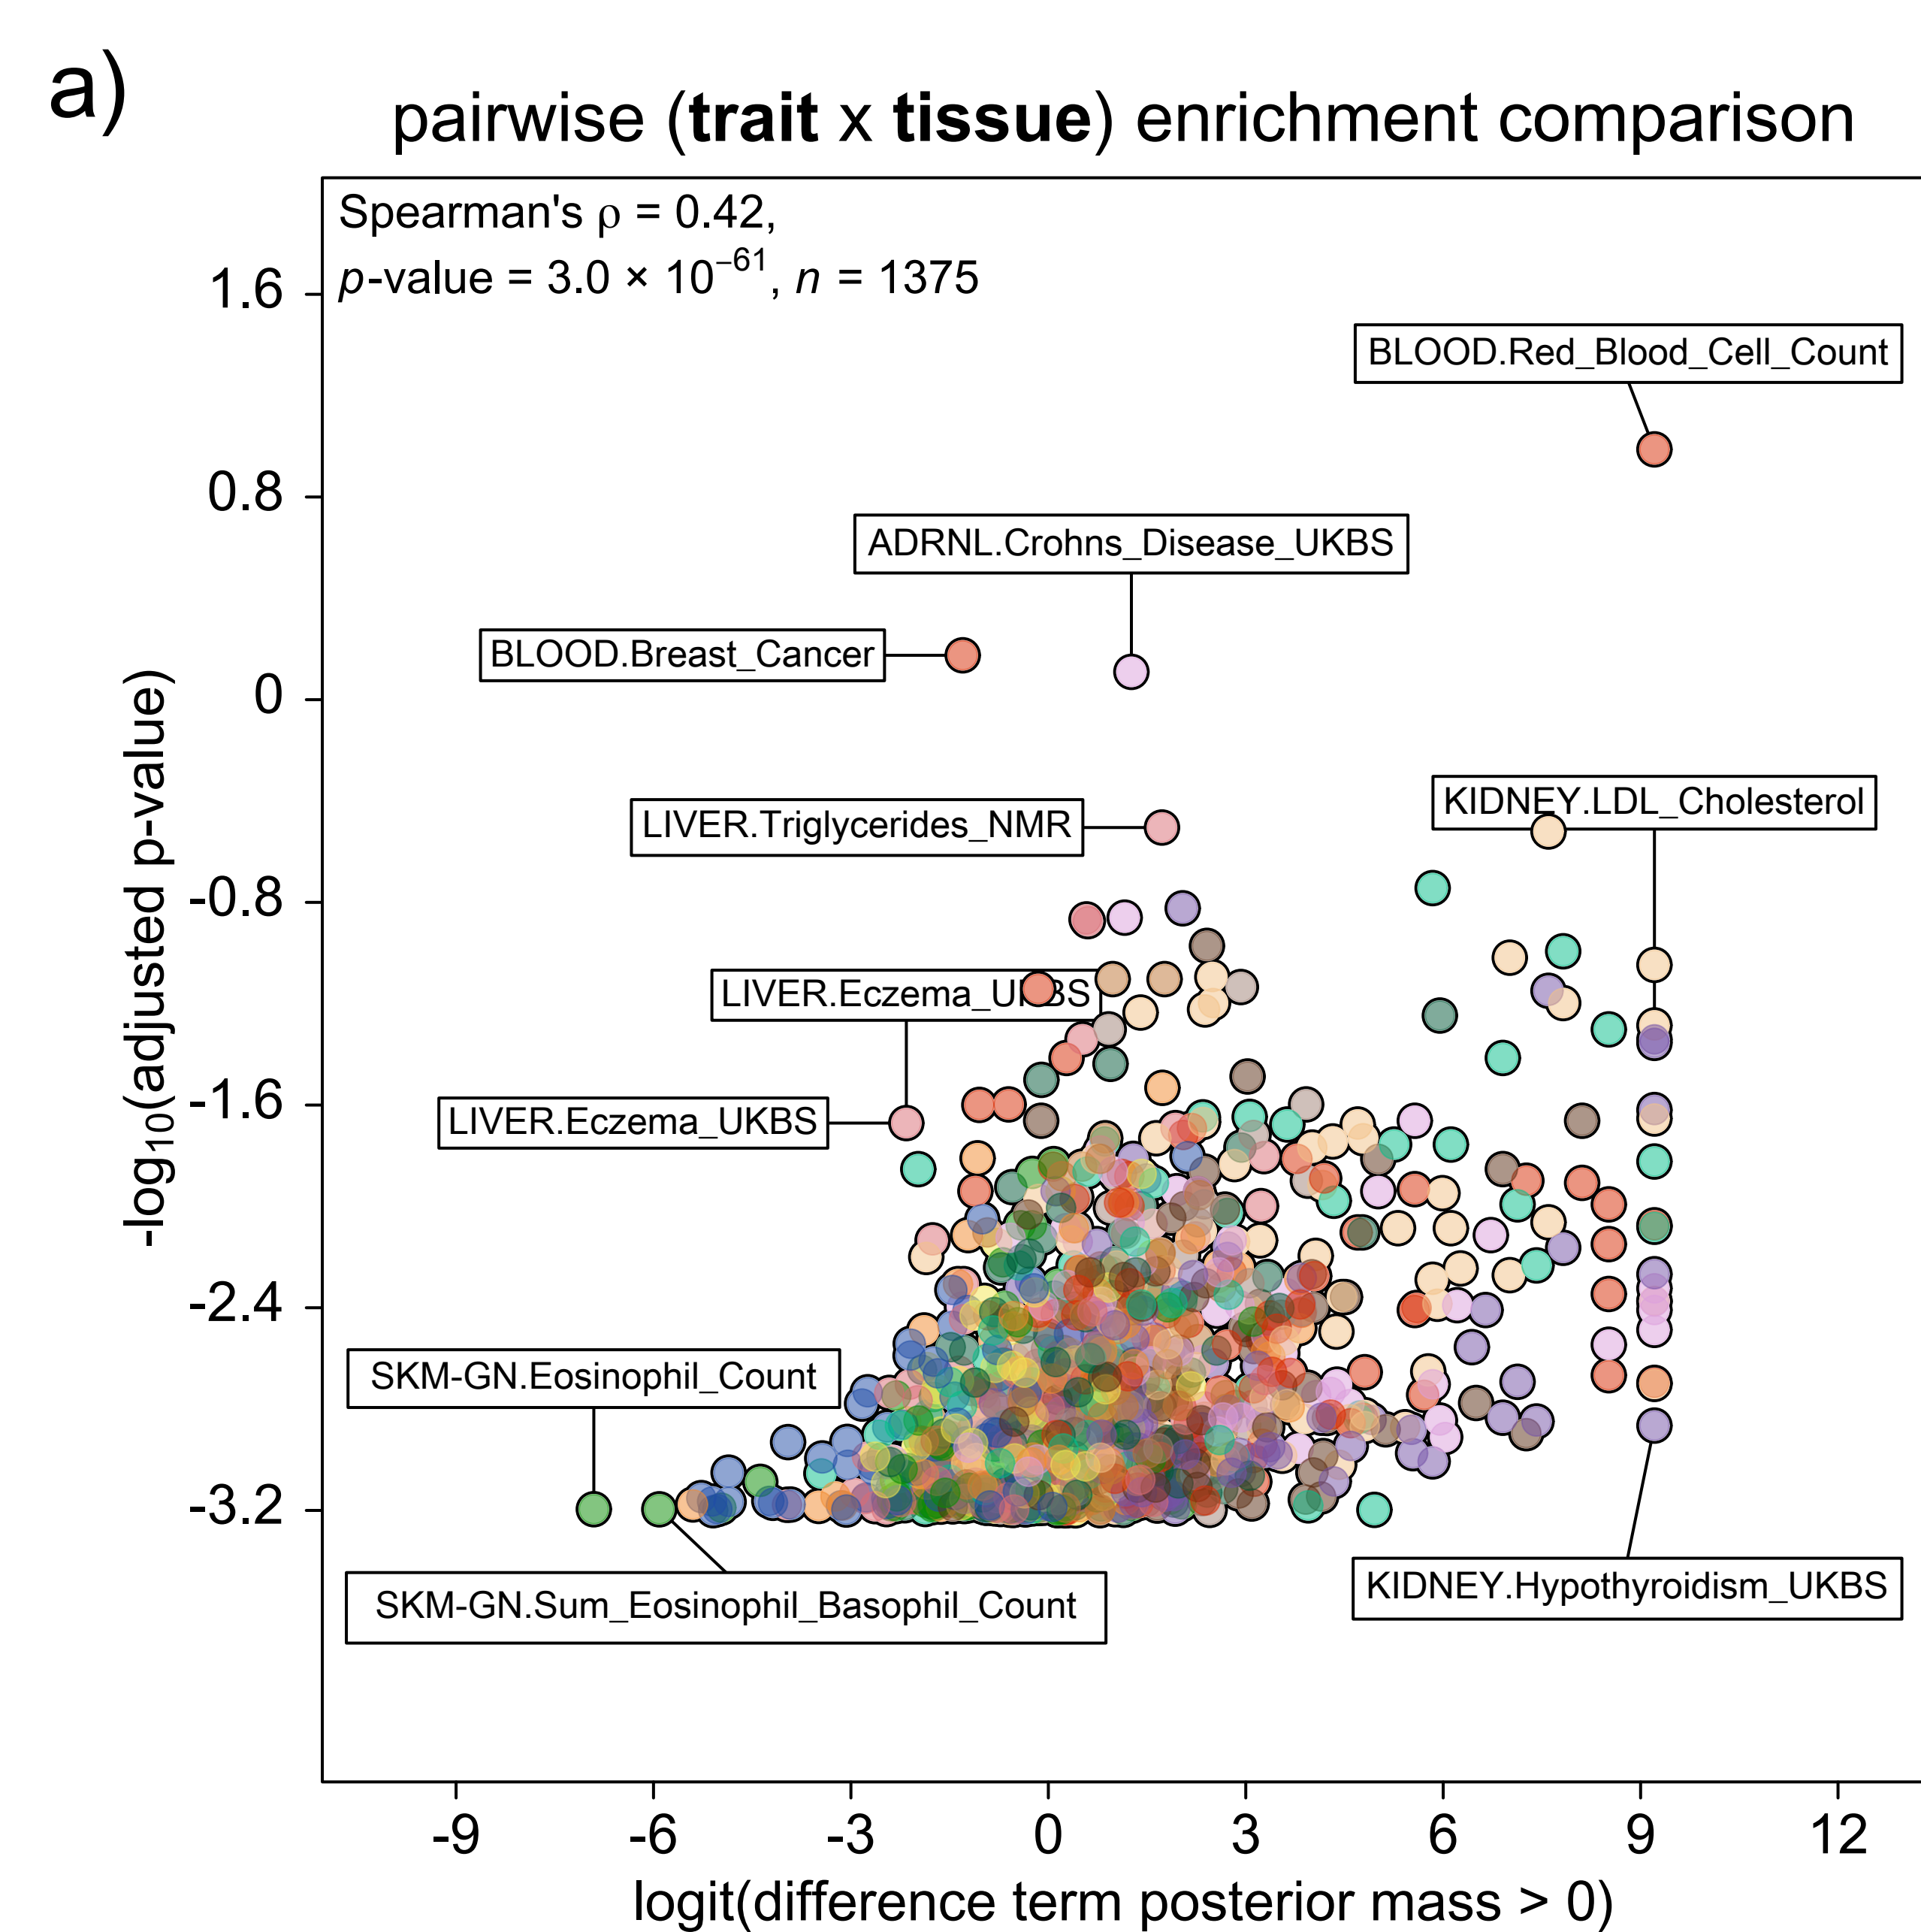 a)
pairwise (trait x tissue) enrichment comparison
Spearman's ρ = 0.42,
p-value = 3.0 × 10⁻⁶¹, n = 1375
1.6
0.8
0
-0.8
-1.6
-2.4
-3.2
-log₁₀(adjusted p-value)
BLOOD.Red_Blood_Cell_Count
ADRNL.Crohns_Disease_UKBS
BLOOD.Breast_Cancer
KIDNEY.LDL_Cholesterol
LIVER.Triglycerides_NMR
LIVER.Eczema_UKBS
LIVER.Eczema_UKBS
SKM-GN.Eosinophil_Count
KIDNEY.Hypothyroidism_UKBS
SKM-GN.Sum_Eosinophil_Basophil_Count
-9 -6 -3 0 3 6 9 12
logit(difference term posterior mass > 0)